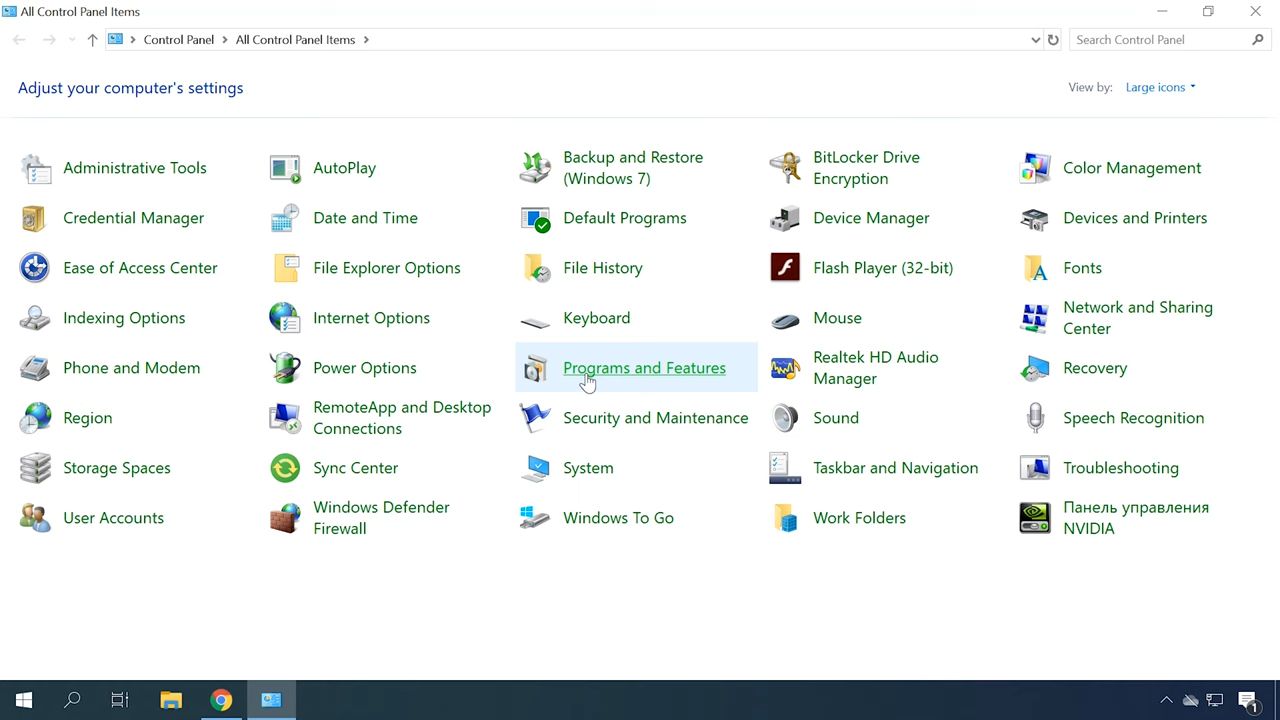 All Control Panel Items
Control Panel
All Control Panel Items
Search Control Panel
Adjust your computer's settings
View by:
Large icons
Administrative Tools
AutoPlay
Backup and Restore
(Windows 7)
BitLocker Drive
Encryption
Color Management
Credential Manager
Date and Time
Default Programs
Device Manager
Devices and Printers
Ease of Access Center
File Explorer Options
File History
Flash Player (32-bit)
Fonts
Indexing Options
Internet Options
Keyboard
Mouse
Network and Sharing
Center
Phone and Modem
Power Options
Programs and Features
Realtek HD Audio
Manager
Recovery
Region
RemoteApp and Desktop
Connections
Security and Maintenance
Sound
Speech Recognition
Storage Spaces
Sync Center
System
Taskbar and Navigation
Troubleshooting
User Accounts
Windows Defender
Firewall
Windows To Go
Work Folders
Панель управления
NVIDIA
1